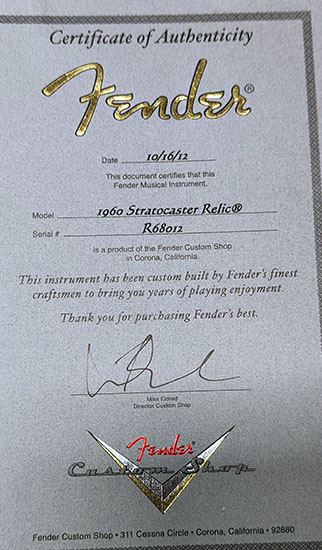 Certificate of Authenticity
Fender®
Date 10/16/12
This document certifies that this
Fender Musical Instrument.
Model 1960 Stratocaster Relic®
Serial # R68012
is a product of the Fender Custom Shop
in Corona, California.
This instrument has been custom built by Fender's finest
craftsmen to bring you years of playing enjoyment.
Thank you for purchasing Fender's best.
Mike Eldred
Director Custom Shop
Fender
Custom Shop
Fender Custom Shop • 311 Cessna Circle • Corona, California • 92880